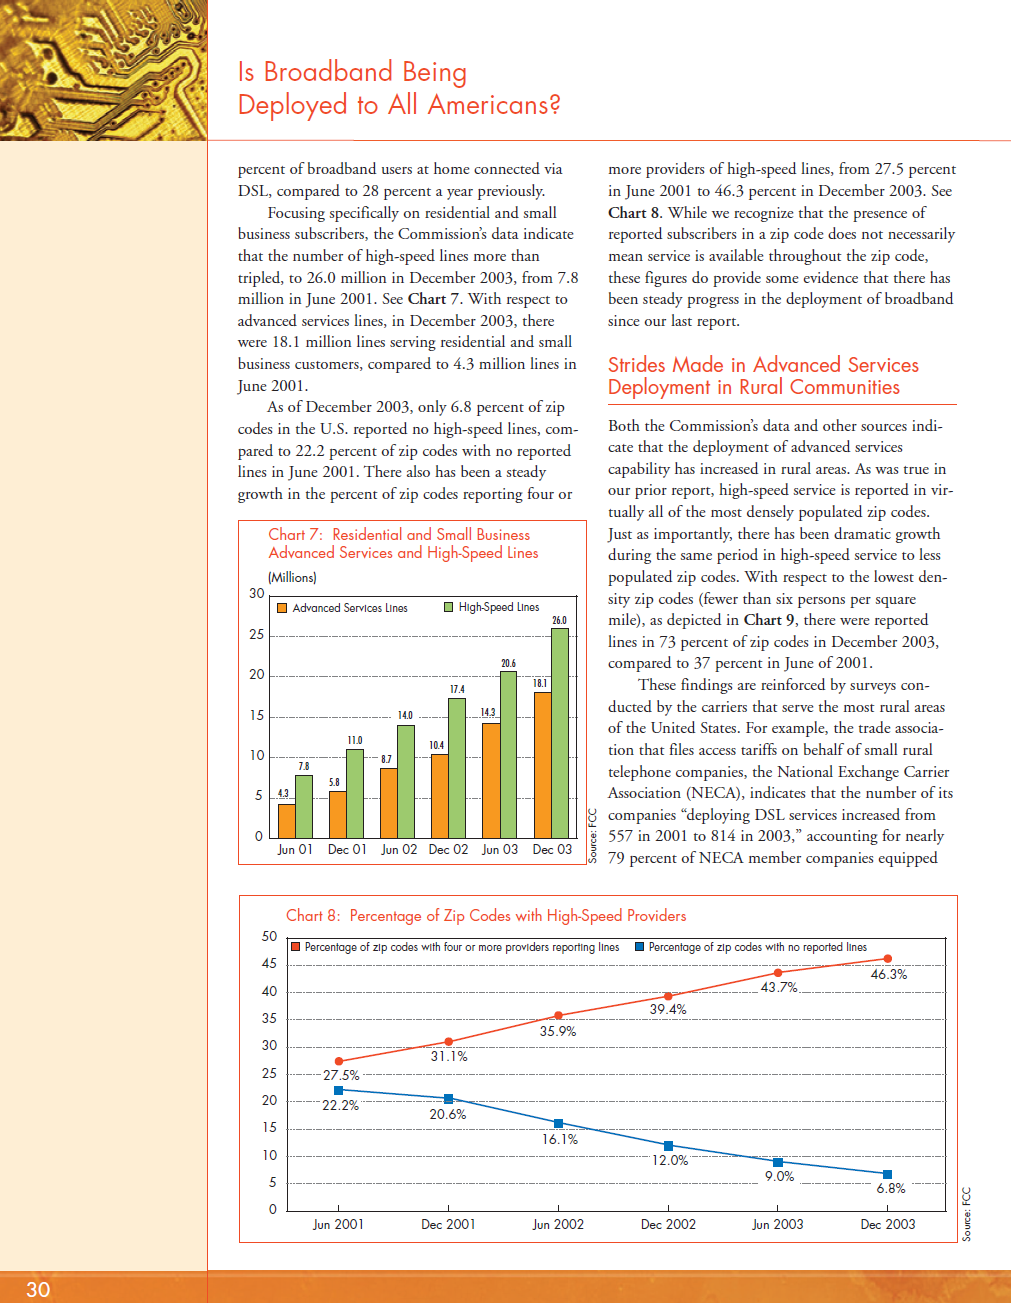 Is Broadband Being
Deployed to All Americans?
percent of broadband users at home connected via
DSL, compared to 28 percent a year previously.
Focusing specifically on residential and small
business subscribers, the Commission's data indicate
that the number of high-speed lines more than
tripled, to 26.0 million in December 2003, from 7.8
million in June 2001. See Chart 7. With respect to
advanced services lines, in December 2003, there
were 18.1 million lines serving residential and small
business customers, compared to 4.3 million lines in
June 2001.
As of December 2003, only 6.8 percent of zip
codes in the U.S. reported no high-speed lines, com-
pared to 22.2 percent of zip codes with no reported
lines in June 2001. There also has been a steady
growth in the percent of zip codes reporting four or
Chart 7: Residential and Small Business
Advanced Services and High-Speed Lines
(Millions)
30
25
20
15
10
5
0
Advanced Services Lines
High-Speed Lines
4.3
7.8
5.8
11.0
8.7
14.0
10.4
17.4
14.3
20.6
18.1
26.0
Jun 01 Dec 01 Jun 02 Dec 02 Jun 03 Dec 03
Source: FCC
more providers of high-speed lines, from 27.5 percent
in June 2001 to 46.3 percent in December 2003. See
Chart 8. While we recognize that the presence of
reported subscribers in a zip code does not necessarily
mean service is available throughout the zip code,
these figures do provide some evidence that there has
been steady progress in the deployment of broadband
since our last report.
Strides Made in Advanced Services
Deployment in Rural Communities
Both the Commission's data and other sources indi-
cate that the deployment of advanced services
capability has increased in rural areas. As was true in
our prior report, high-speed service is reported in vir-
tually all of the most densely populated zip codes.
Just as importantly, there has been dramatic growth
during the same period in high-speed service to less
populated zip codes. With respect to the lowest den-
sity zip codes (fewer than six persons per square
mile), as depicted in Chart 9, there were reported
lines in 73 percent of zip codes in December 2003,
compared to 37 percent in June of 2001.
These findings are reinforced by surveys con-
ducted by the carriers that serve the most rural areas
of the United States. For example, the trade associa-
tion that files access tariffs on behalf of small rural
telephone companies, the National Exchange Carrier
Association (NECA), indicates that the number of its
companies “deploying DSL services increased from
557 in 2001 to 814 in 2003,” accounting for nearly
79 percent of NECA member companies equipped
Chart 8: Percentage of Zip Codes with High-Speed Providers
50
45
40
35
30
25
20
15
10
5
0
Percentage of zip codes with four or more providers reporting lines
Percentage of zip codes with no reported lines
27.5%
31.1%
35.9%
39.4%
43.7%
46.3%
22.2%
20.6%
16.1%
12.0%
9.0%
6.8%
Jun 2001 Dec 2001 Jun 2002 Dec 2002 Jun 2003 Dec 2003
Source: FCC
30